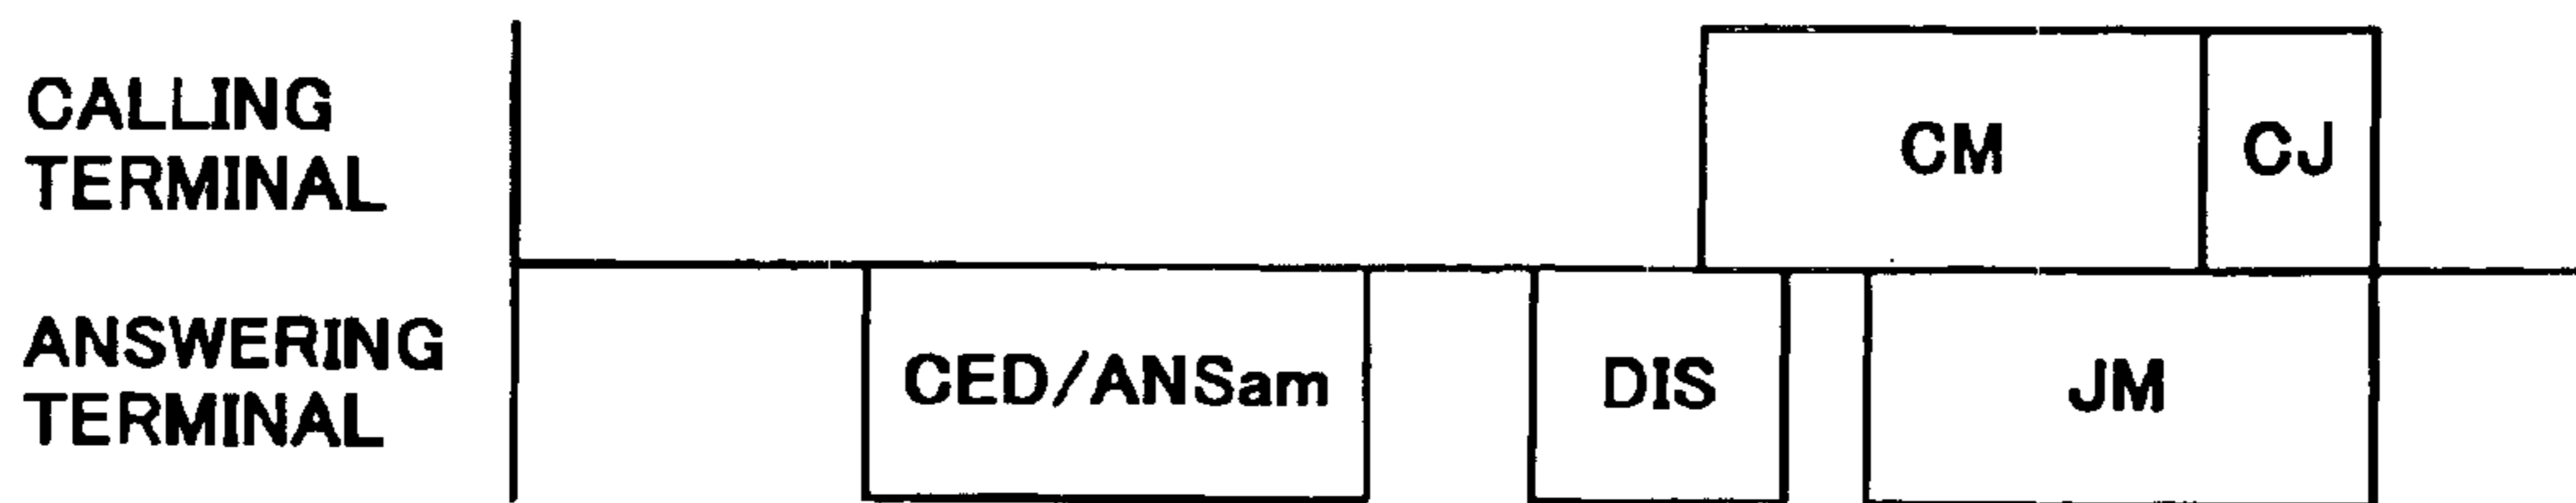 CALLING
TERMINAL
CM
CJ
ANSWERING
TERMINAL
CED/ANSam
DIS
JM